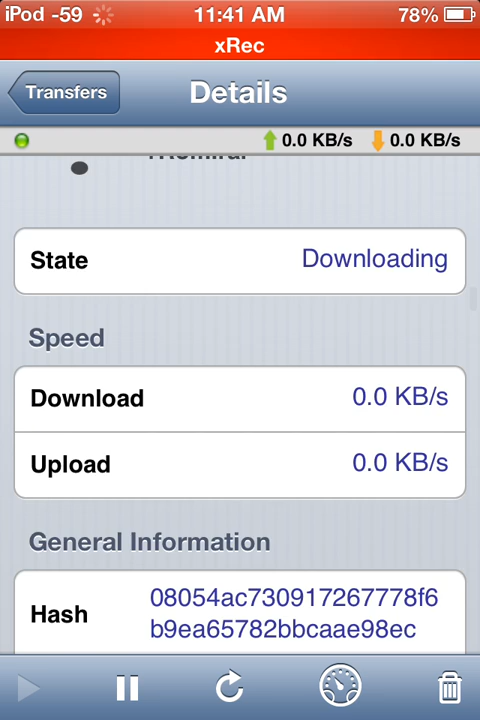 iPod -59 11:41 AM 78%
xRec
Transfers Details
0.0 KB/s 0.0 KB/s
State Downloading
Speed
Download 0.0 KB/s
Upload 0.0 KB/s
General Information
Hash 08054ac730917267778f6
b9ea65782bbcaae98ec